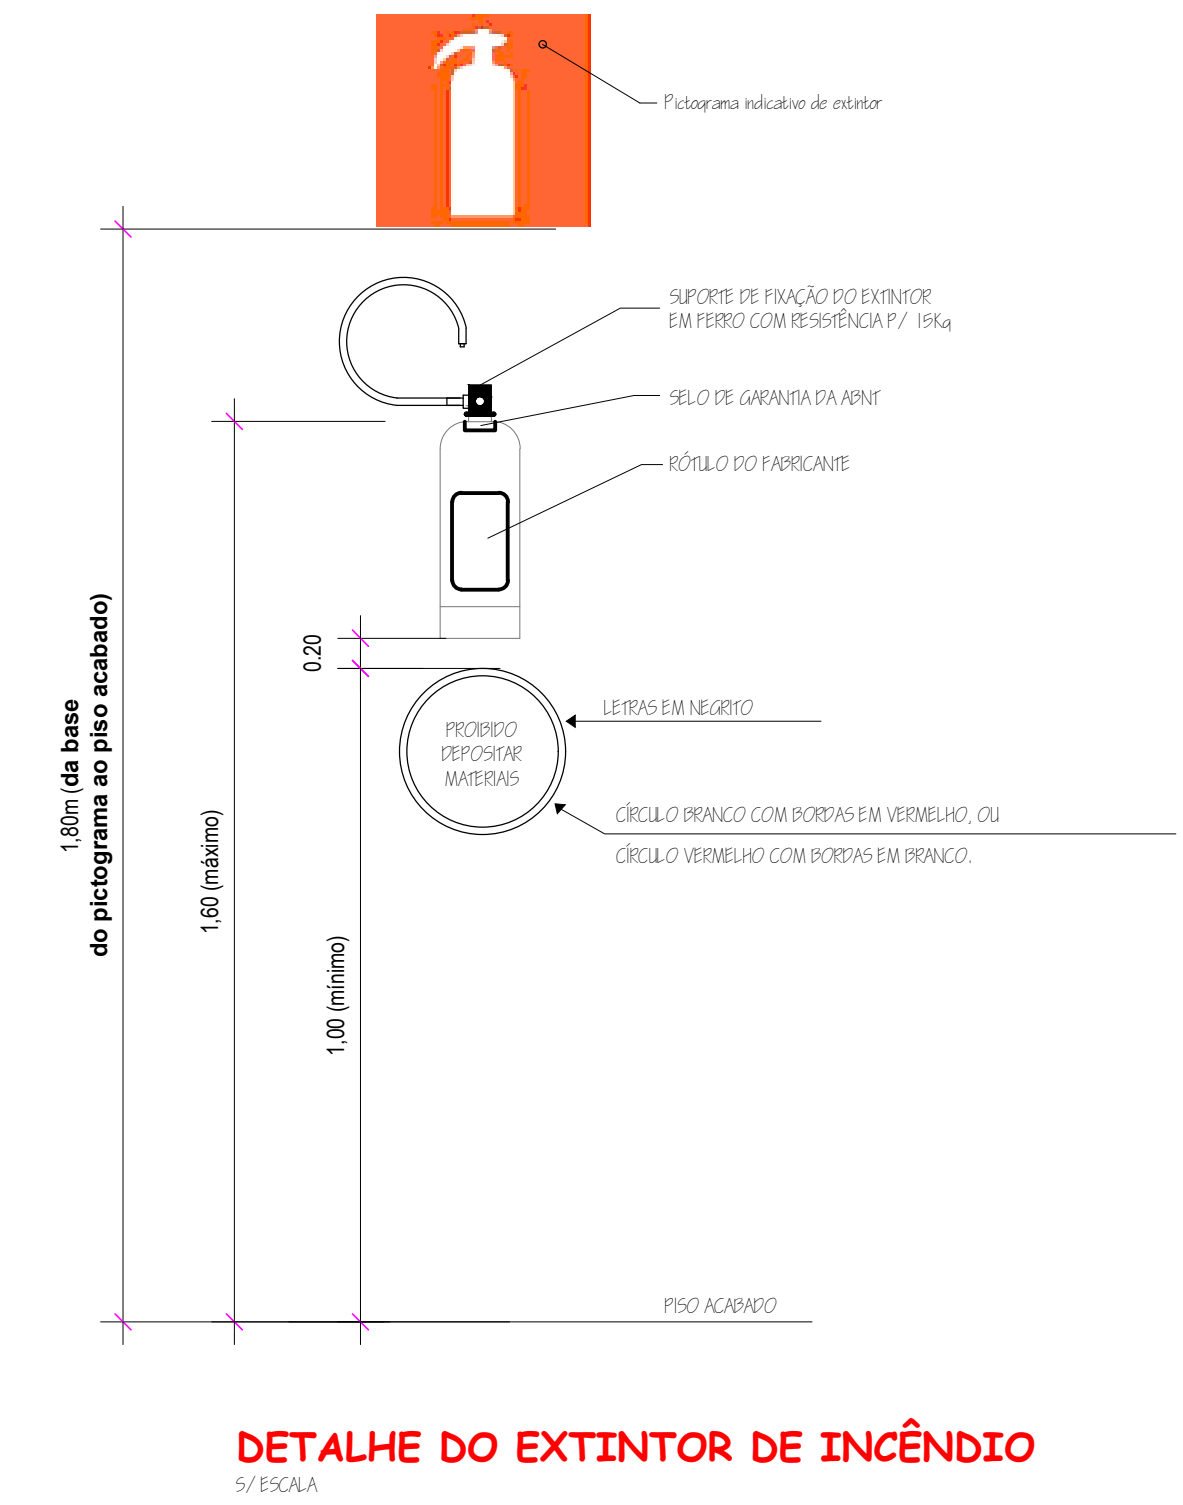 Pictograma indicativo de extintor
SUPORTE DE FIXAÇÃO DO EXTINTOR
EM FERRO COM RESISTÊNCIA P/ 15Kg
SELO DE GARANTIA DA ABNT
RÓTULO DO FABRICANTE
1,80m (da base
do pictograma ao piso acabado)
1,60 (máximo)
0.20
1,00 (mínimo)
PROIBIDO
DEPOSITAR
MATERIAIS
LETRAS EM NEGRITO
CÍRCULO BRANCO COM BORDAS EM VERMELHO, OU
CÍRCULO VERMELHO COM BORDAS EM BRANCO.
PISO ACABADO
DETALHE DO EXTINTOR DE INCÊNDIO
S/ ESCALA